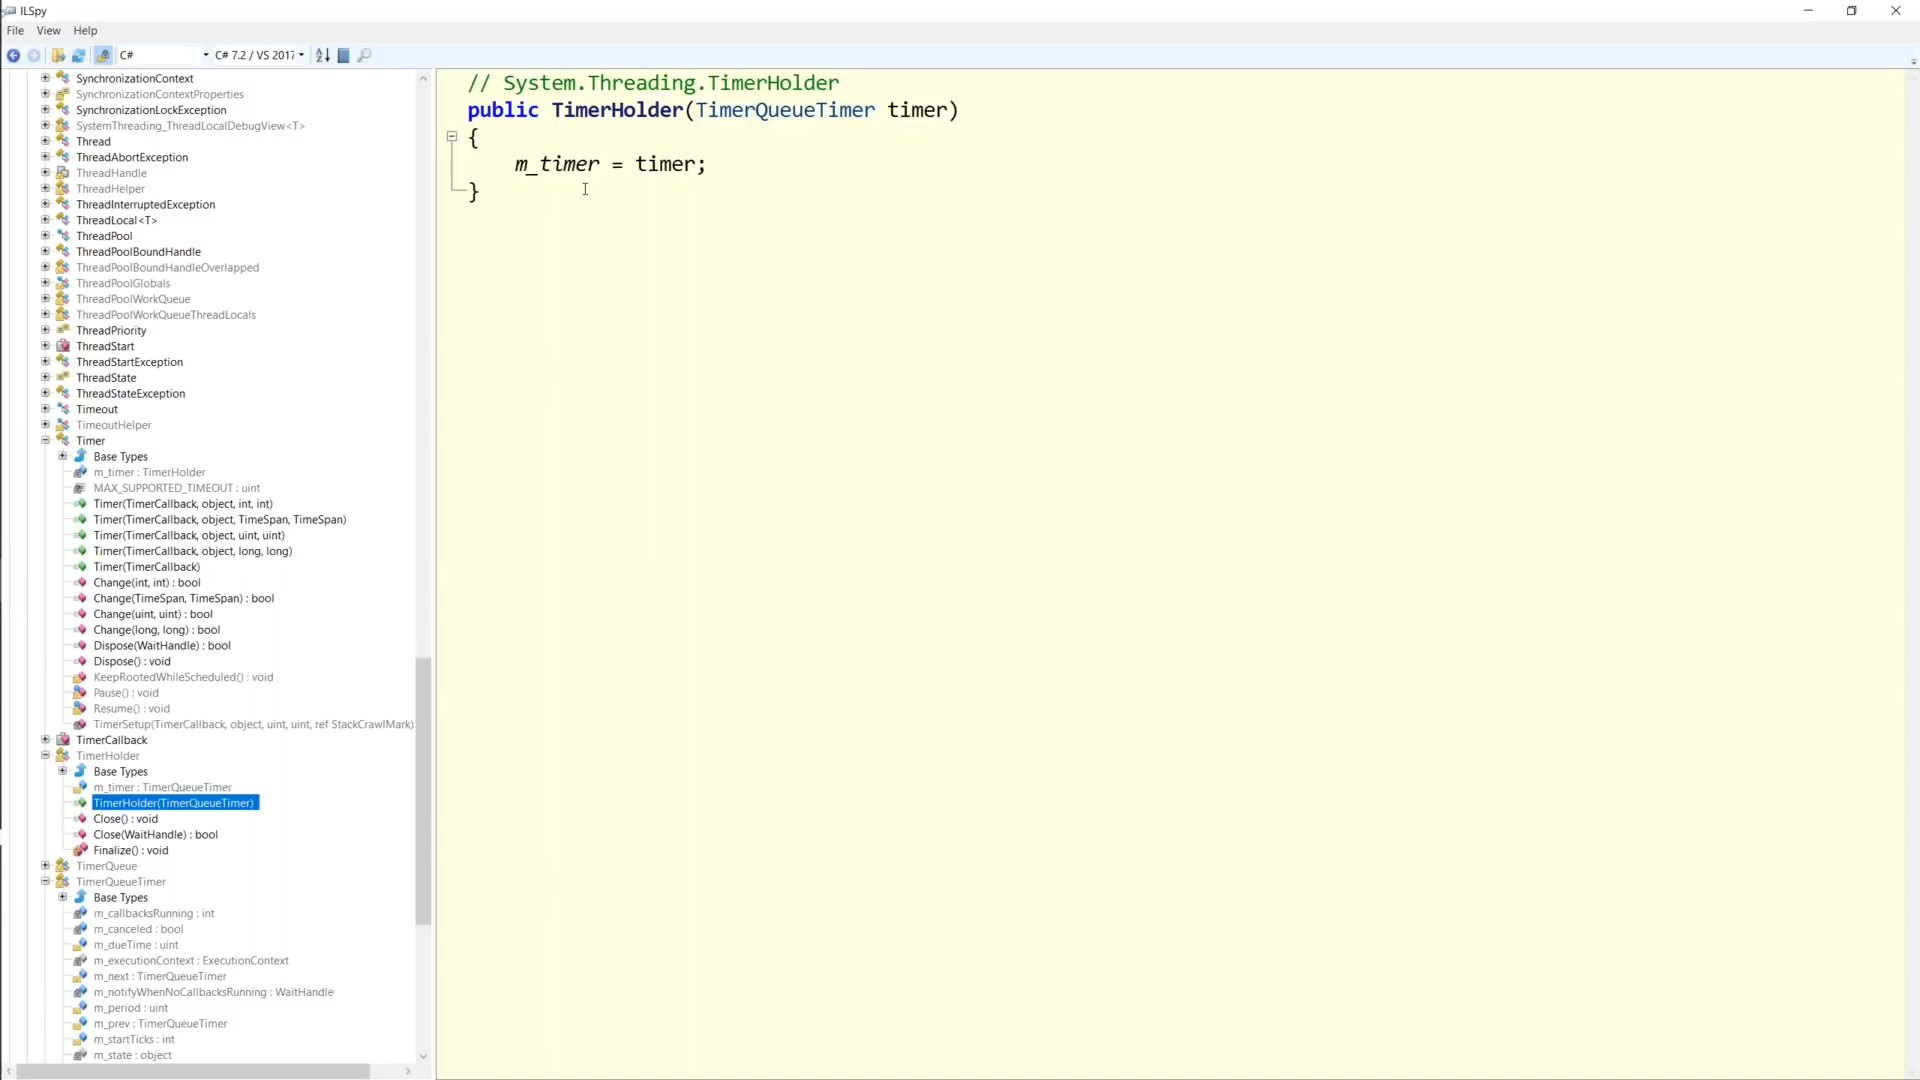 ILSpy
File View Help
C# C# 7.2 / VS 2017
SynchronizationContext
SynchronizationContextProperties
SynchronizationLockException
SystemThreading_ThreadLocalDebugView<T>
Thread
ThreadAbortException
ThreadHandle
ThreadHelper
ThreadInterruptedException
ThreadLocal<T>
ThreadPool
ThreadPoolBoundHandle
ThreadPoolBoundHandleOverlapped
ThreadPoolGlobals
ThreadPoolWorkQueue
ThreadPoolWorkQueueThreadLocals
ThreadPriority
ThreadStart
ThreadStartException
ThreadState
ThreadStateException
Timeout
TimeoutHelper
Timer
Base Types
m_timer : TimerHolder
MAX_SUPPORTED_TIMEOUT : uint
Timer(TimerCallback, object, int, int)
Timer(TimerCallback, object, TimeSpan, TimeSpan)
Timer(TimerCallback, object, uint, uint)
Timer(TimerCallback, object, long, long)
Timer(TimerCallback)
Change(int, int) : bool
Change(TimeSpan, TimeSpan) : bool
Change(uint, uint) : bool
Change(long, long) : bool
Dispose(WaitHandle) : bool
Dispose() : void
KeepRootedWhileScheduled() : void
Pause() : void
Resume() : void
TimerSetup(TimerCallback, object, uint, uint, ref StackCrawlMark)
TimerCallback
TimerHolder
Base Types
m_timer : TimerQueueTimer
TimerHolder(TimerQueueTimer)
Close() : void
Close(WaitHandle) : bool
Finalize() : void
TimerQueue
TimerQueueTimer
Base Types
m_callbacksRunning : int
m_canceled : bool
m_dueTime : uint
m_executionContext : ExecutionContext
m_next : TimerQueueTimer
m_notifyWhenNoCallbacksRunning : WaitHandle
m_period : uint
m_prev : TimerQueueTimer
m_startTicks : int
m_state : object
// System.Threading.TimerHolder
public TimerHolder(TimerQueueTimer timer)
{
m_timer = timer;
}